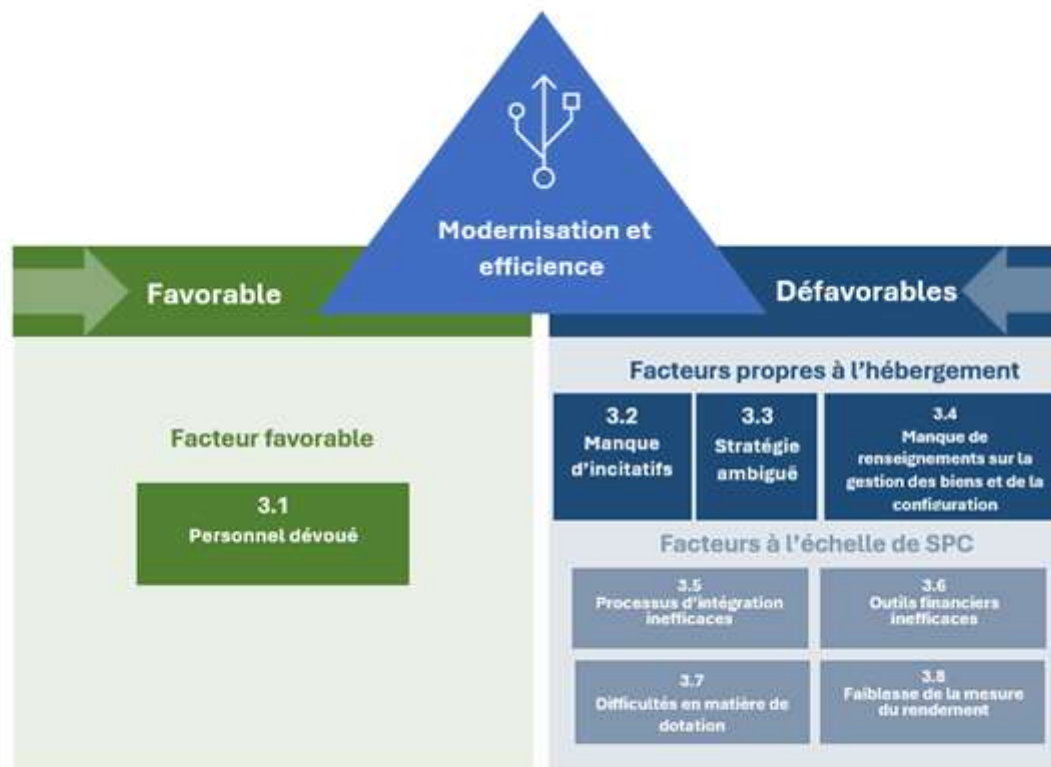 Modernisation et
efficience
Favorable
Défavorables
Facteur favorable
3.1
Personnel dévoué
Facteurs propres à l'hébergement
3.2
Manque
d'incitatifs
3.3
Stratégie
ambiguë
3.4
Manque de
renseignements sur la
gestion des biens et de la
configuration
Facteurs à l'échelle de SPC
3.5
Processus d'intégration
inefficaces
3.6
Outils financiers
inefficaces
3.7
Difficultés en matière de
dotation
3.8
Faiblesse de la mesure
du rendement